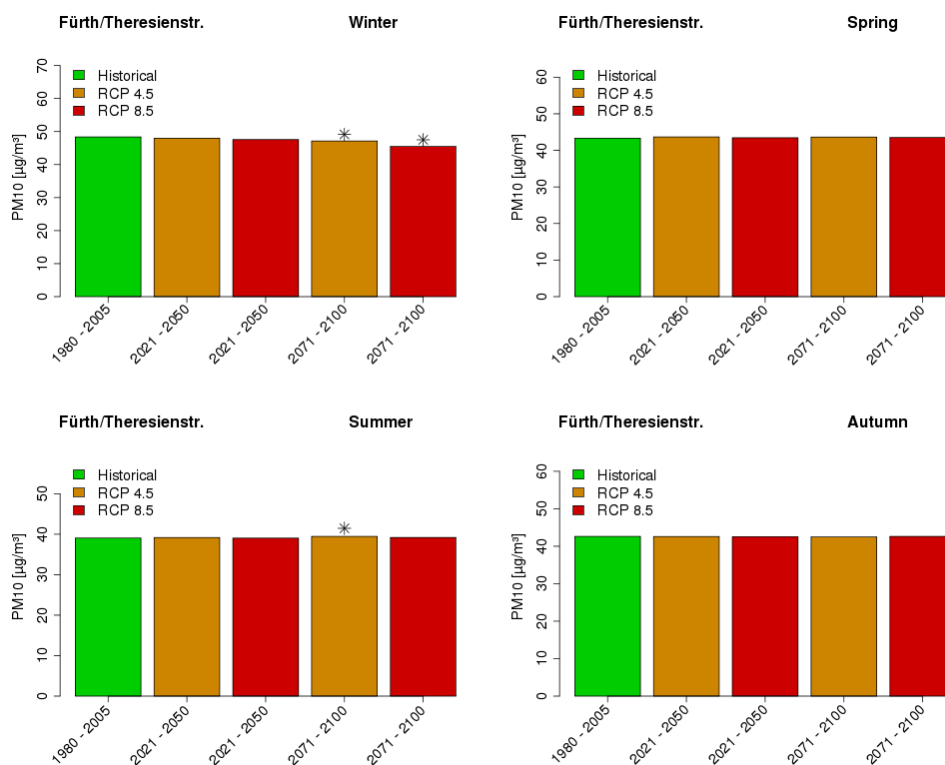 Fürth/Theresienstr. Winter
Historical
RCP 4.5
RCP 8.5
PM10 [µg/m³]
70
60
50
40
30
20
10
0
1980 - 2005
2021 - 2050
2021 - 2050
2071 - 2100
2071 - 2100
Fürth/Theresienstr. Spring
Historical
RCP 4.5
RCP 8.5
PM10 [µg/m³]
60
50
40
30
20
10
0
1980 - 2005
2021 - 2050
2021 - 2050
2071 - 2100
2071 - 2100
Fürth/Theresienstr. Summer
Historical
RCP 4.5
RCP 8.5
PM10 [µg/m³]
50
40
30
20
10
0
1980 - 2005
2021 - 2050
2021 - 2050
2071 - 2100
2071 - 2100
Fürth/Theresienstr. Autumn
Historical
RCP 4.5
RCP 8.5
PM10 [µg/m³]
60
50
40
30
20
10
0
1980 - 2005
2021 - 2050
2021 - 2050
2071 - 2100
2071 - 2100